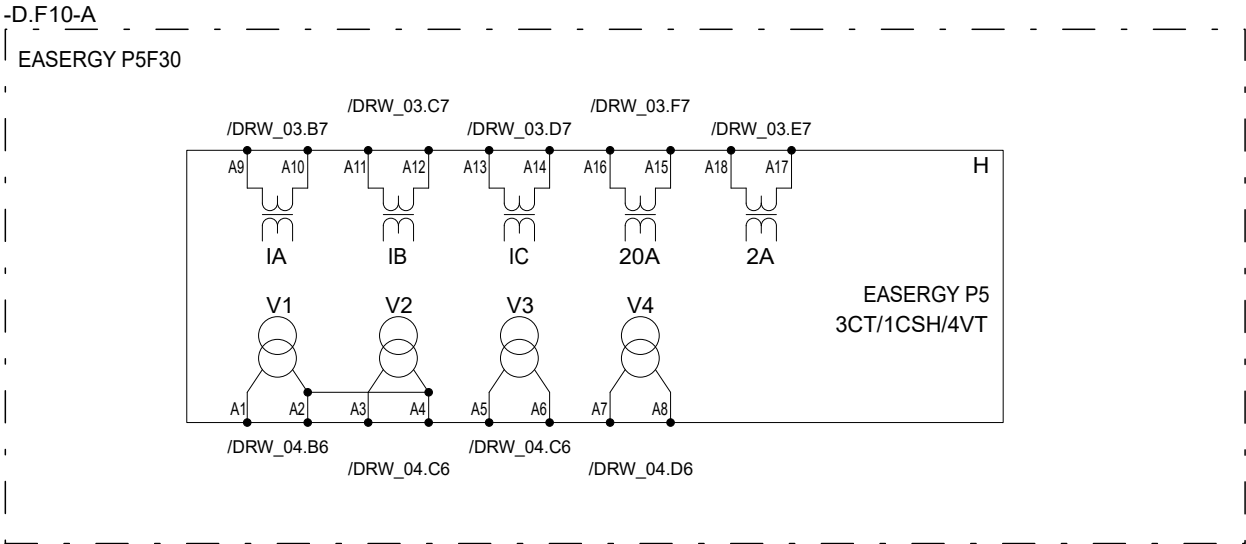 -D.F10-A
EASERGY P5F30
/DRW_03.C7 /DRW_03.F7
/DRW_03.B7 /DRW_03.D7 /DRW_03.E7
A9 A10 A11 A12 A13 A14 A16 A15 A18 A17 H
IA IB IC 20A 2A
V1 V2 V3 V4
EASERGY P5
3CT/1CSH/4VT
A1 A2 A3 A4 A5 A6 A7 A8
/DRW_04.B6 /DRW_04.C6
/DRW_04.C6 /DRW_04.D6